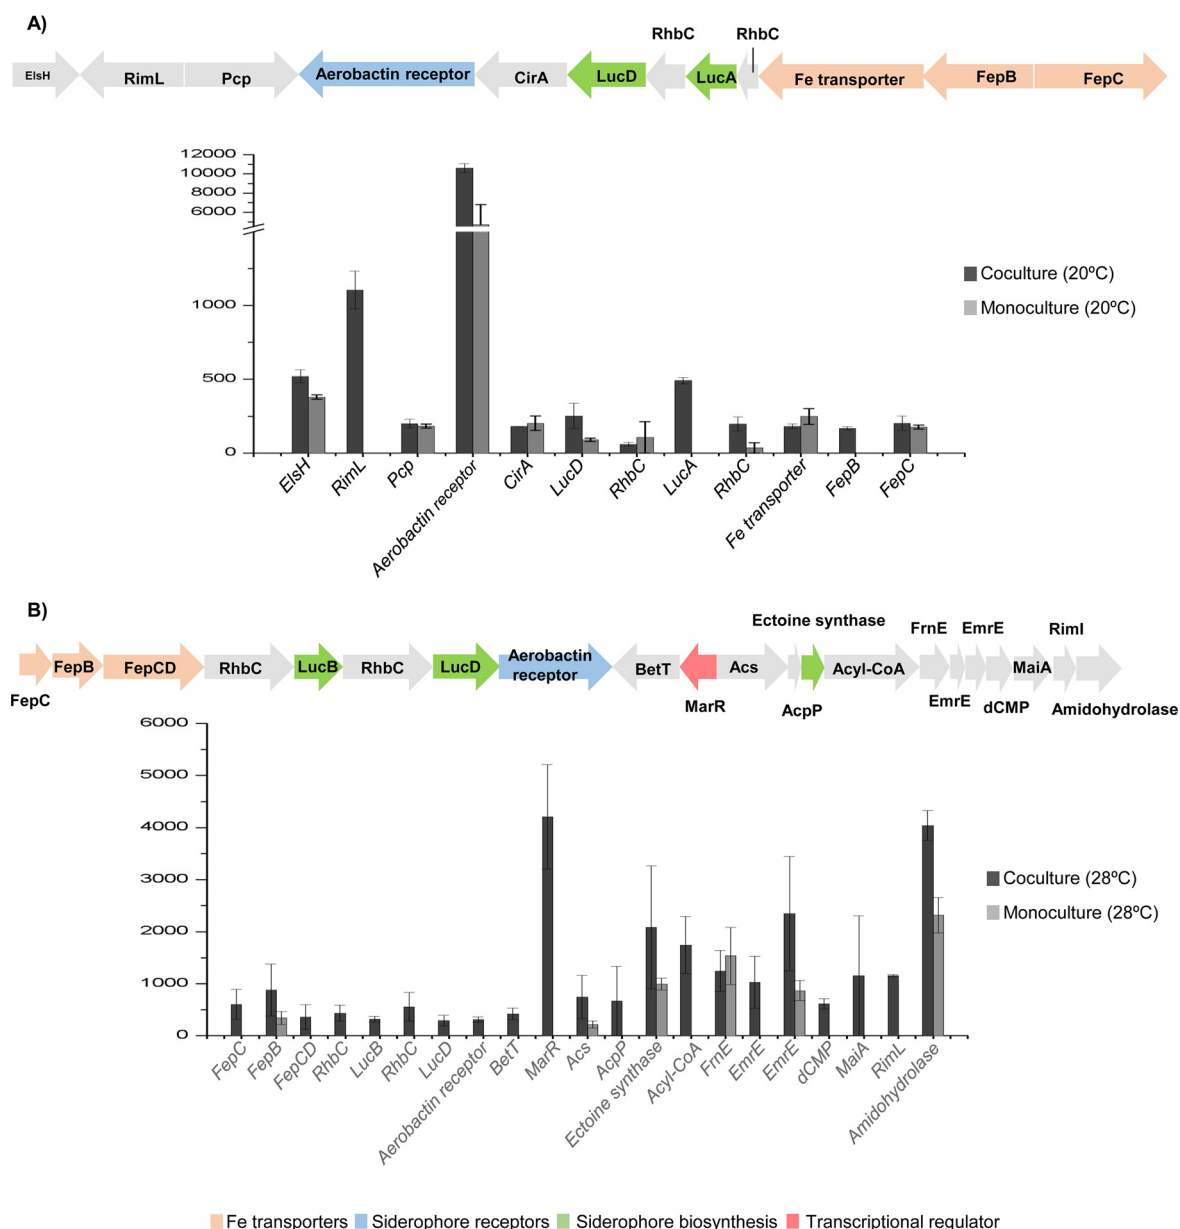 A)
RhbC
RhbC
ElsH
RimL
Pcp
Aerobactin receptor
CirA
LucD
LucA
Fe transporter
FepB
FepC
12000
10000
8000
6000
1000
500
0
Coculture (20ºC)
Monoculture (20ºC)
ElsH
RimL
Pcp
Aerobactin receptor
CirA
LucD
RhbC
LucA
RhbC
Fe transporter
FepB
FepC
B)
Ectoine synthase
FrnE
EmrE
RimI
FepB
FepCD
RhbC
LucB
RhbC
LucD
Aerobactin
receptor
BetT
Acs
Acyl-CoA
MaiA
FepC
MarR
AcpP
EmrE
dCMP
Amidohydrolase
6000
5000
4000
3000
2000
1000
0
Coculture (28ºC)
Monoculture (28ºC)
FepC
FepB
FepCD
RhbC
LucB
RhbC
LucD
Aerobactin receptor
BetT
MarR
Acs
AcpP
Ectoine synthase
Acyl-CoA
FrnE
EmrE
EmrE
dCMP
MaiA
RimL
Amidohydrolase
Fe transporters
Siderophore receptors
Siderophore biosynthesis
Transcriptional regulator